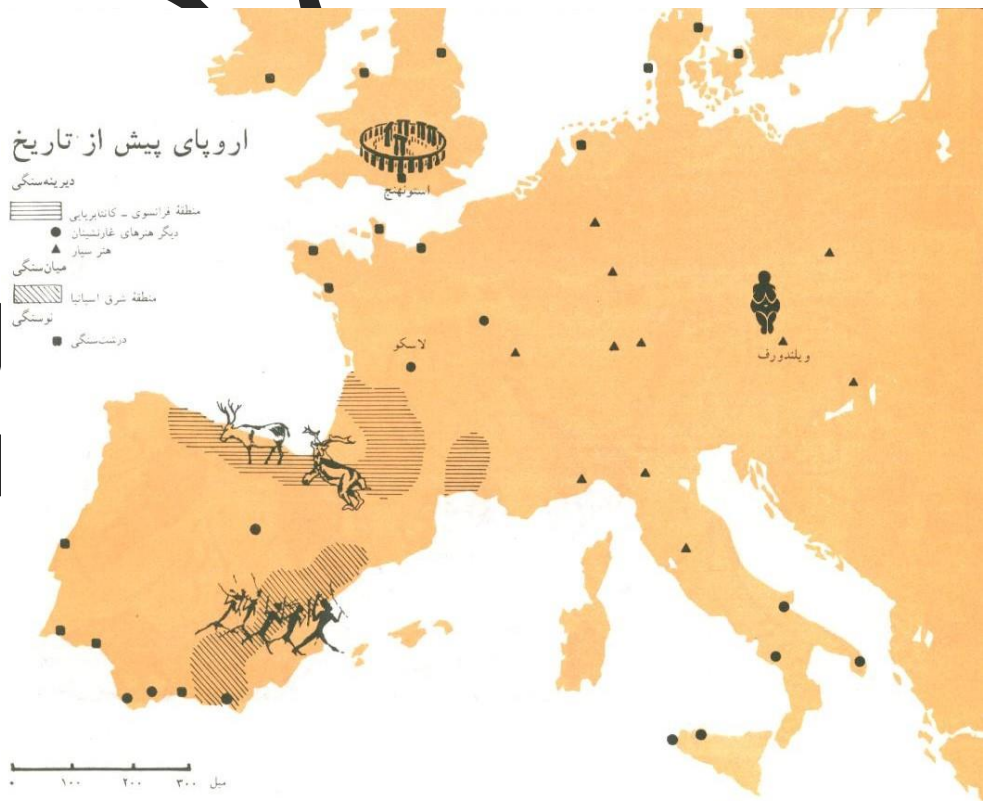 اروپای پیش از تاریخ
دیرینه‌سنگی
منطقهٔ فرانسوی ـ کانتابریایی
دیگر هنرهای غارنشینان
هنر سیار
میان‌سنگی
منطقهٔ شرق اسپانیا
نوسنگی
درشت‌سنگی
استونهنج
لاسکو
ویلندورف
۰ ۱۰۰ ۲۰۰ ۳۰۰ میل